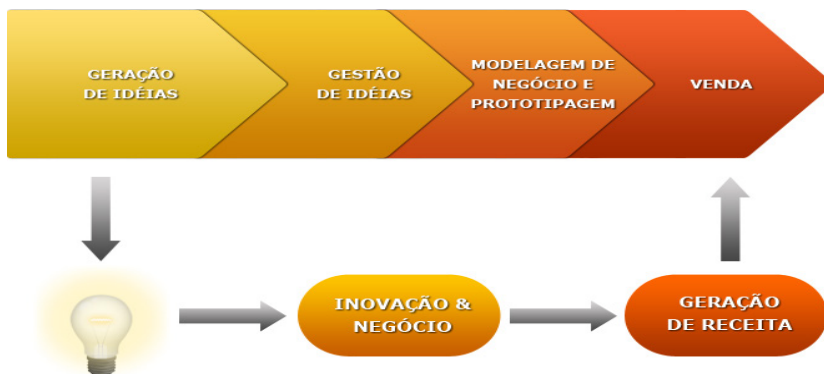 GERAÇÃO
DE IDÉIAS
GESTÃO
DE IDÉIAS
MODELAGEM DE
NEGÓCIO E
PROTOTIPAGEM
VENDA
INOVAÇÃO &
NEGÓCIO
GERAÇÃO
DE RECEITA